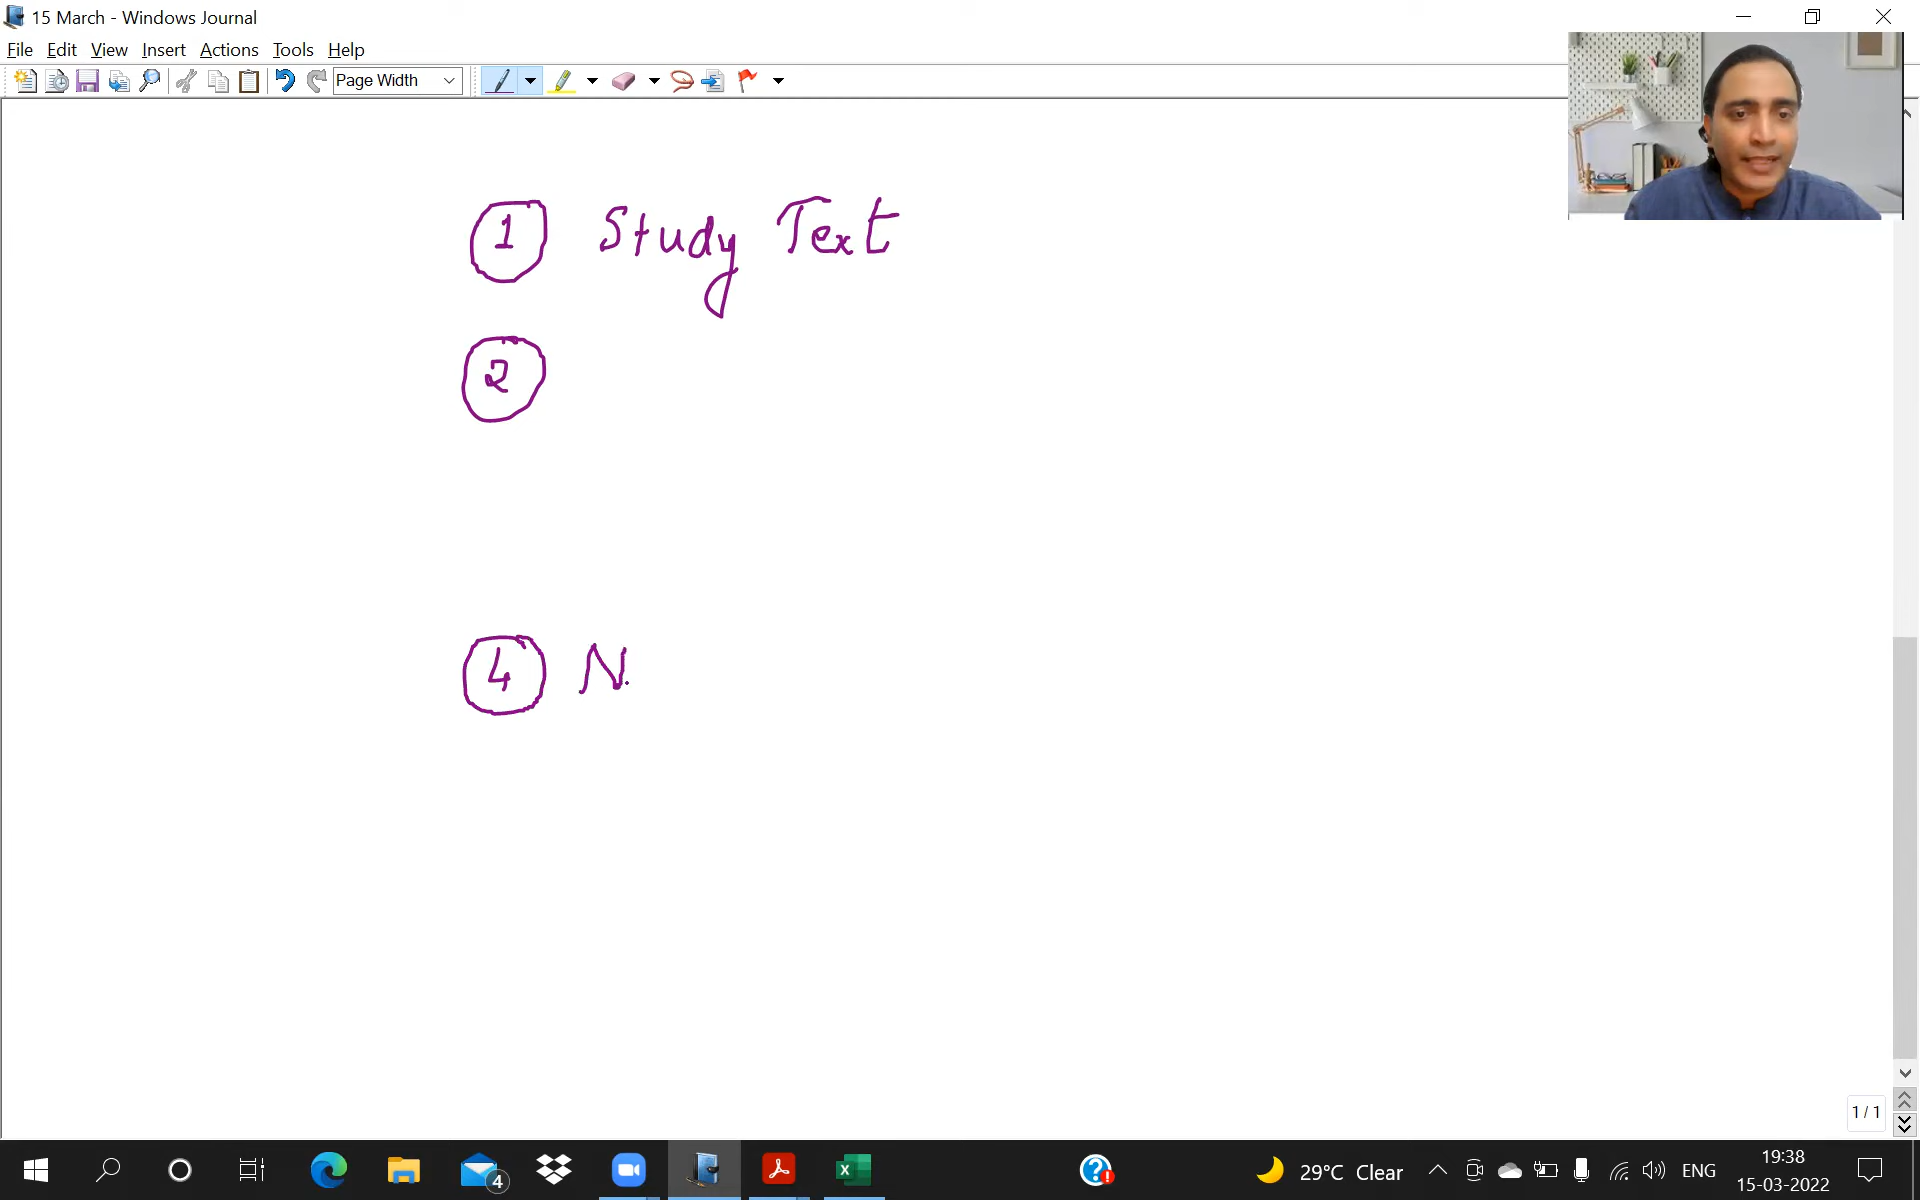 15 March - Windows Journal
File Edit View Insert Actions Tools Help
Page Width
1 Study Text
2
4 N
1 / 1
4
29°C Clear
ENG
19:38
15-03-2022